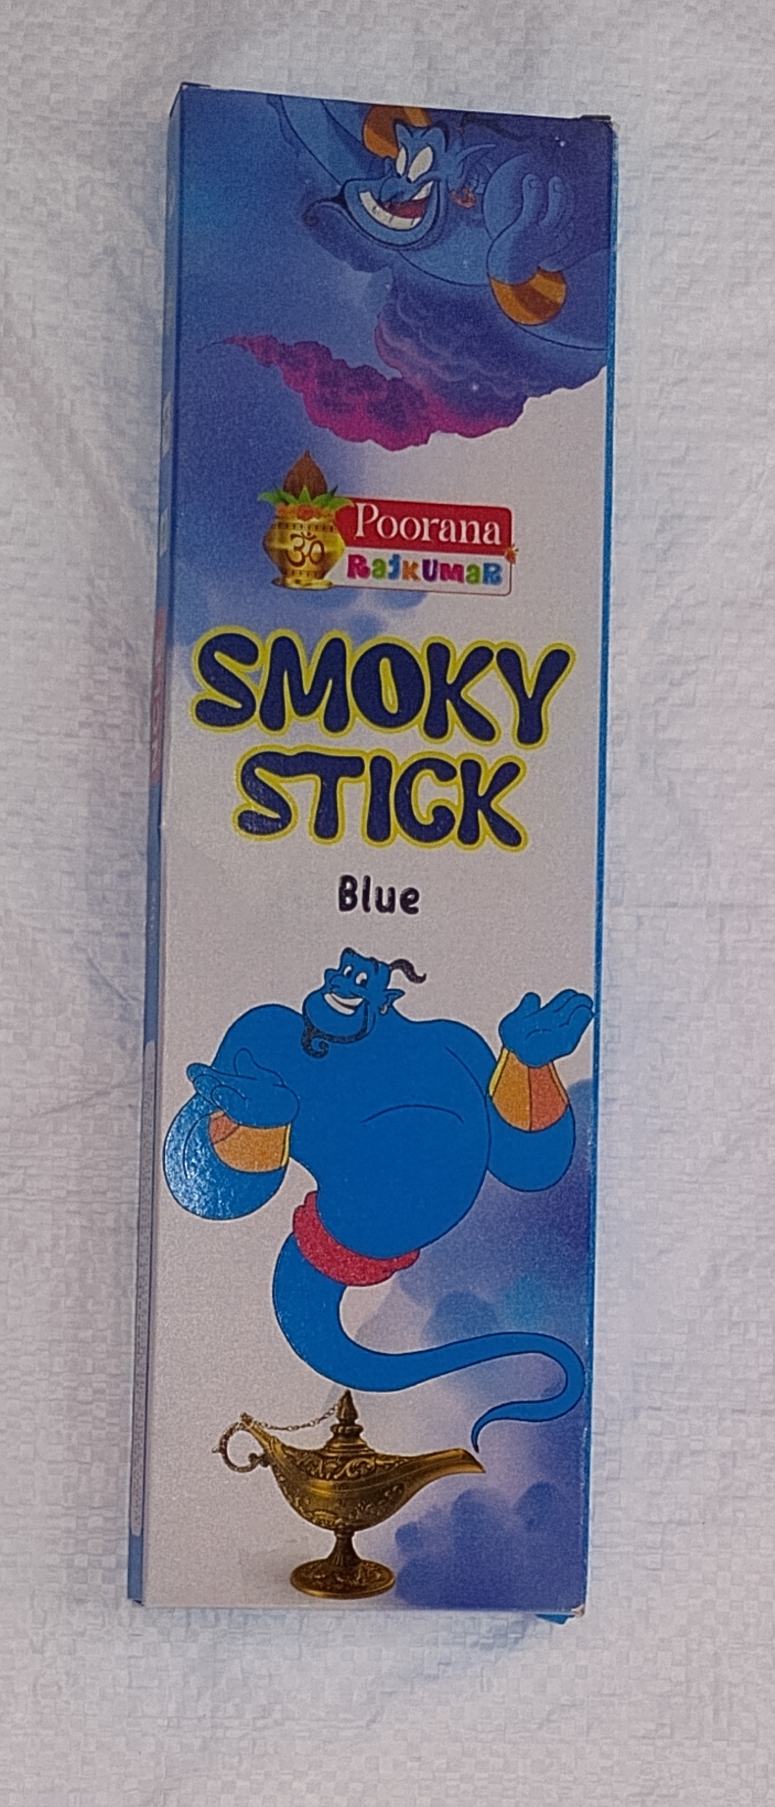 ॐ
Poorana
RajKUMAR
SMOKY
STICK
Blue